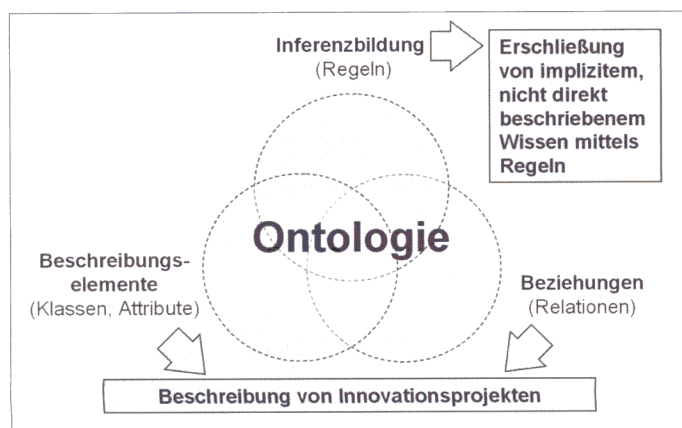 Inferenzbildung
(Regeln)
Erschließung
von implizitem,
nicht direkt
beschriebenem
Wissen mittels
Regeln
Ontologie
Beschreibungs-
elemente
(Klassen, Attribute)
Beziehungen
(Relationen)
Beschreibung von Innovationsprojekten